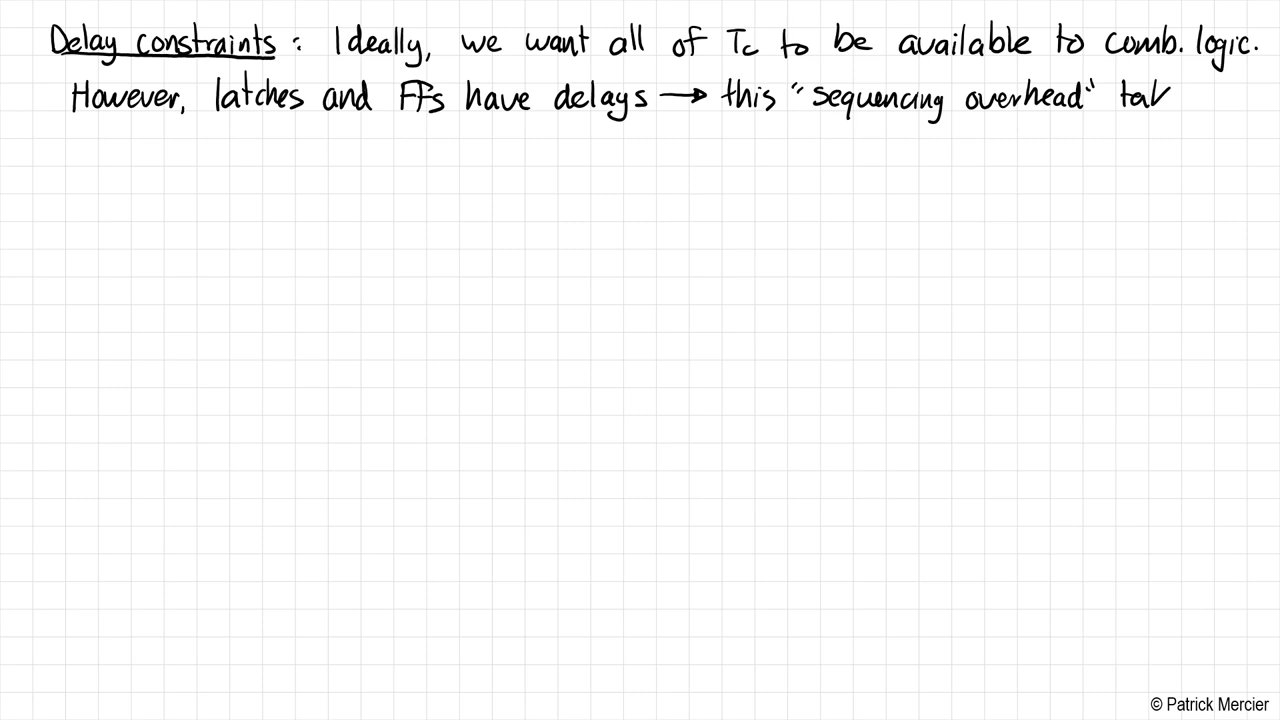 Delay constraints: Ideally, we want all of Tc to be available to comb. logic.
However, latches and FFs have delays → this "sequencing overhead" tak
© Patrick Mercier